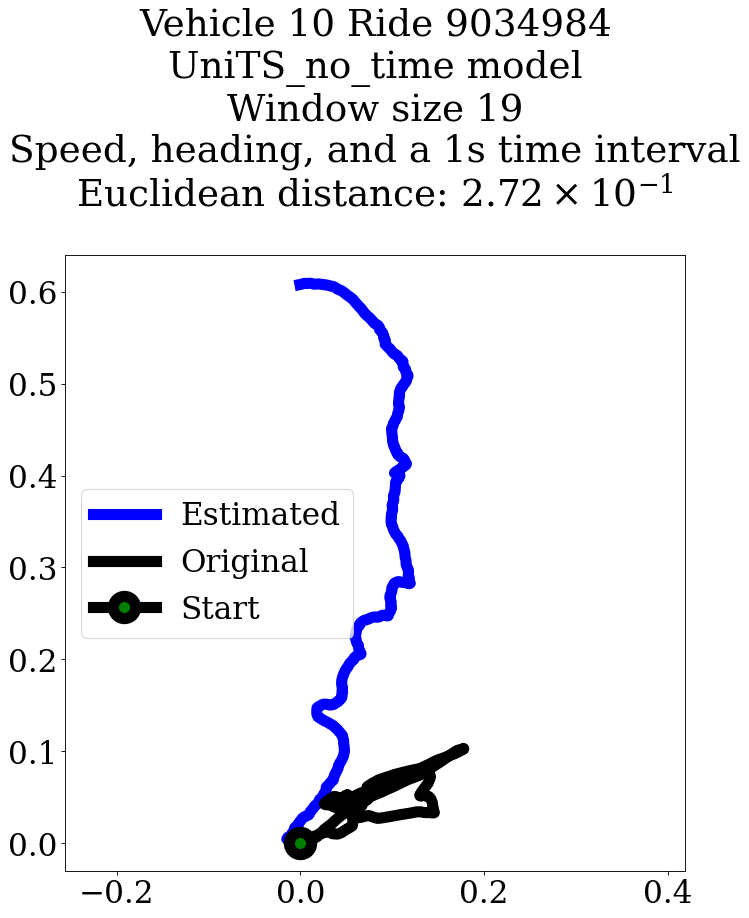 Vehicle 10 Ride 9034984
UniTS_no_time model
Window size 19
Speed, heading, and a 1s time interval
Euclidean distance: 2.72 × 10⁻¹
0.6
0.5
0.4
0.3
0.2
0.1
0.0
Estimated
Original
Start
−0.2 0.0 0.2 0.4